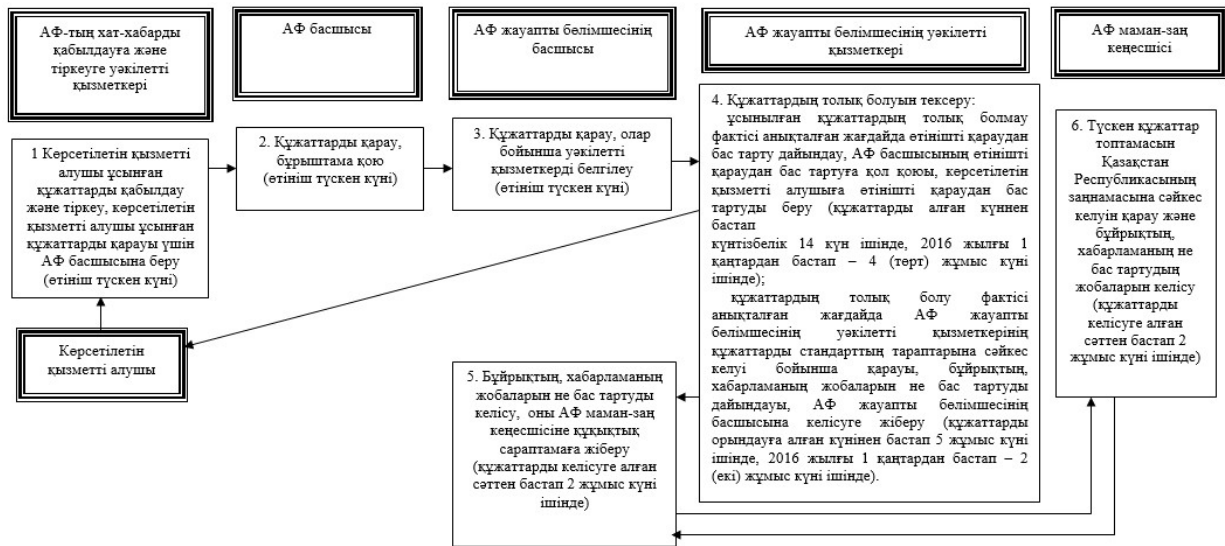 АФ-тың хат-хабарды
қабылдауға және
тіркеуге уәкілетті
қызметкері
АФ басшысы
АФ жауапты бөлімшесінің
басшысы
АФ жауапты бөлімшесінің уәкілетті
қызметкері
АФ маман-заң
кеңесшісі
1 Көрсетілетін қызметті
алушы ұсынған
құжаттарды қабылдау
және тіркеу, көрсетілетін
қызметті алушы ұсынған
құжаттарды қарауы үшін
АФ басшысына беру
(өтініш түскен күні)
2. Құжаттарды қарау,
бұрыштама қою
(өтініш түскен күні)
3. Құжаттарды қарау, олар
бойынша уәкілетті
қызметкерді белгілеу
(өтініш түскен күні)
4. Құжаттардың толық болуын тексеру:
ұсынылған құжаттардың толық болмау
фактісі анықталған жағдайда өтінішті қараудан
бас тарту дайындау, АФ басшысының өтінішті
қараудан бас тартуға қол қоюы, көрсетілетін
қызметті алушыға өтінішті қараудан бас
тартуды беру (құжаттарды алған күннен
бастап
күнтізбелік 14 күн ішінде, 2016 жылғы 1
қаңтардан бастап – 4 (төрт) жұмыс күні
ішінде);
құжаттардың толық болу фактісі
анықталған жағдайда АФ жауапты
бөлімшесінің уәкілетті қызметкерінің
құжаттарды стандарттың тараптарына сәйкес
келуі бойынша қарауы, бұйрықтың,
хабарламаның жобаларын не бас тартуды
дайындауы, АФ жауапты бөлімшесінің
басшысына келісуге жіберу (құжаттарды
орындауға алған күнінен бастап 5 жұмыс күні
ішінде, 2016 жылғы 1 қаңтардан бастап – 2
(екі) жұмыс күні ішінде).
6. Түскен құжаттар
топтамасын
Қазақстан
Республикасының
заңнамасына сәйкес
келуін қарау және
бұйрықтың,
хабарламаның не
бас тартудың
жобаларын келісу
(құжаттарды
келісуге алған
сәттен бастап 2
жұмыс күні ішінде)
Көрсетілетін
қызметті алушы
5. Бұйрықтың, хабарламаның
жобаларын не бас тартуды
келісу, оны АФ маман-заң
кеңесшісіне құқықтық
сараптамаға жіберу
(құжаттарды келісуге алған
сәттен бастап 2 жұмыс күні
ішінде)